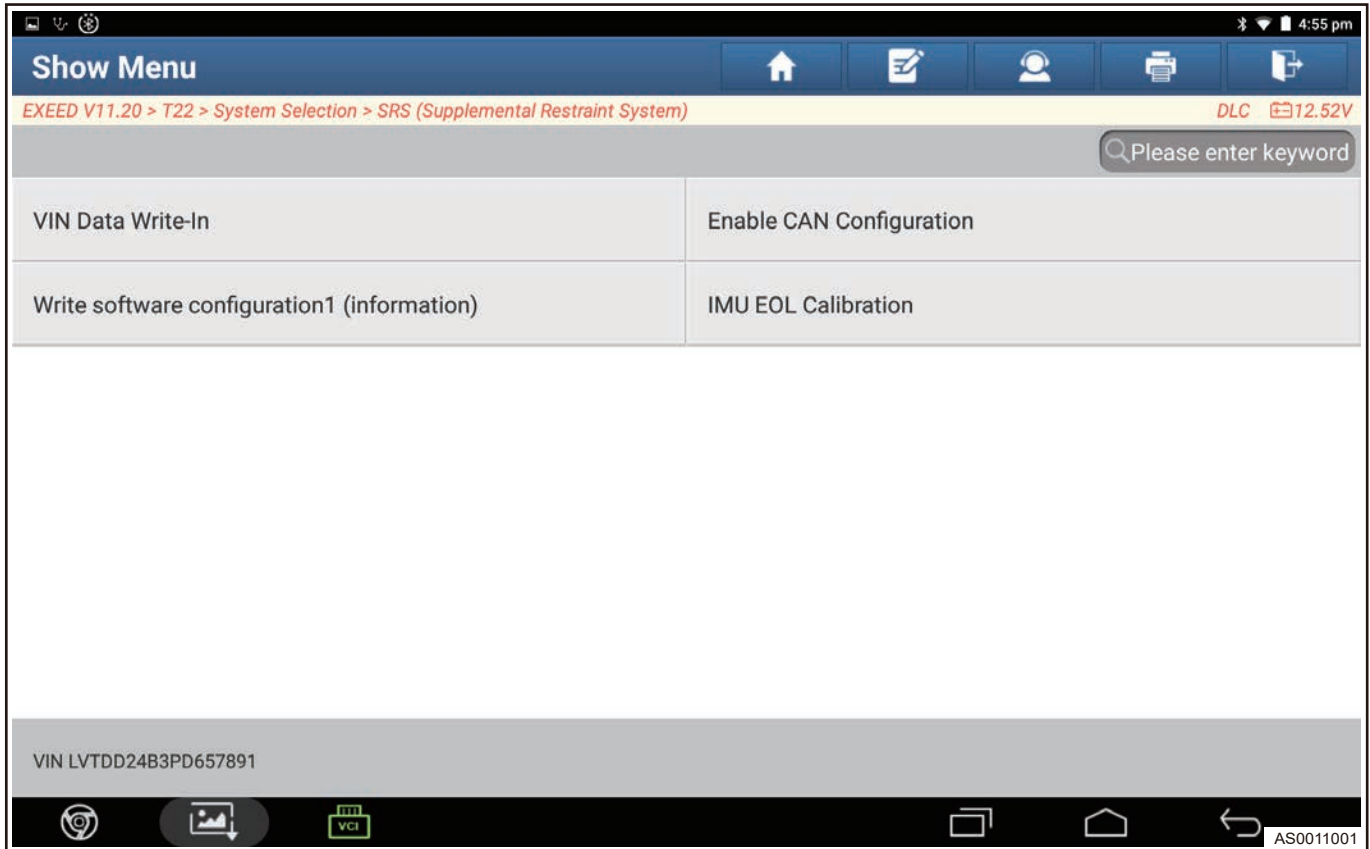 4:55 pm
Show Menu
EXEED V11.20 > T22 > System Selection > SRS (Supplemental Restraint System)
DLC 12.52V
Please enter keyword
VIN Data Write-In
Enable CAN Configuration
Write software configuration1 (information)
IMU EOL Calibration
VIN LVTDD24B3PD657891
VCI
AS0011001